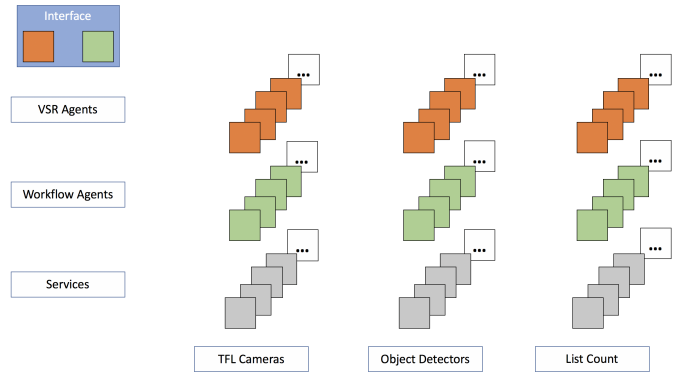 Interface
...
...
...
VSR Agents
...
...
...
Workflow Agents
...
...
...
Services
TFL Cameras
Object Detectors
List Count